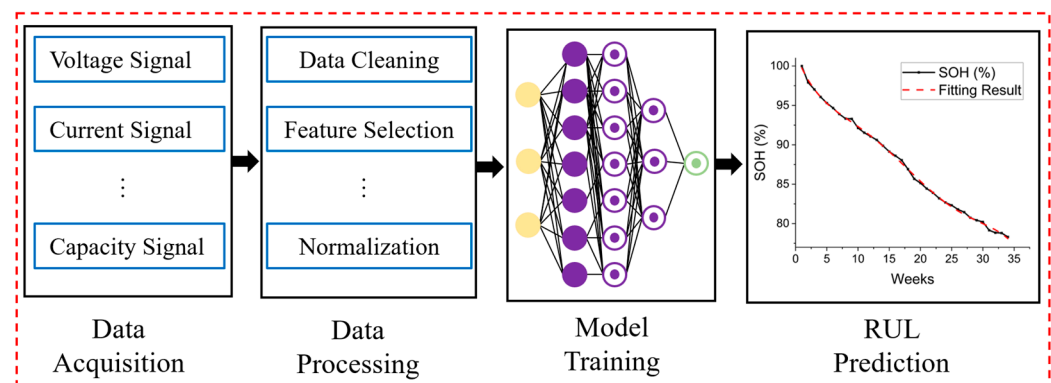 Voltage Signal
Current Signal
⋮
Capacity Signal
Data
Acquisition
Data Cleaning
Feature Selection
⋮
Normalization
Data
Processing
Model
Training
SOH (%)
Fitting Result
SOH (%)
100
95
90
85
80
0
5
10
15
20
25
30
35
Weeks
RUL
Prediction